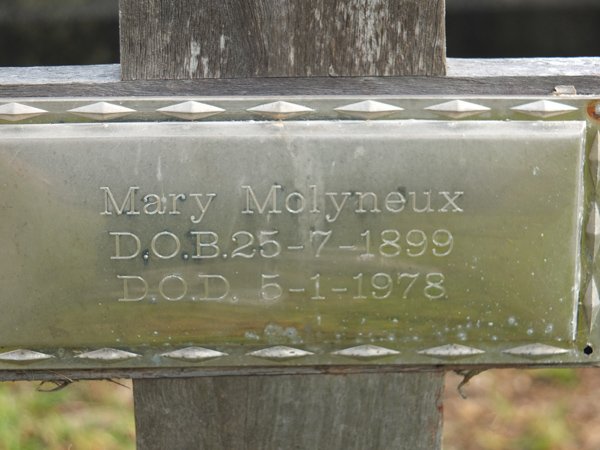 Mary Molyneux
D.O.B.25-7-1899
D.O.D. 5-1-1978